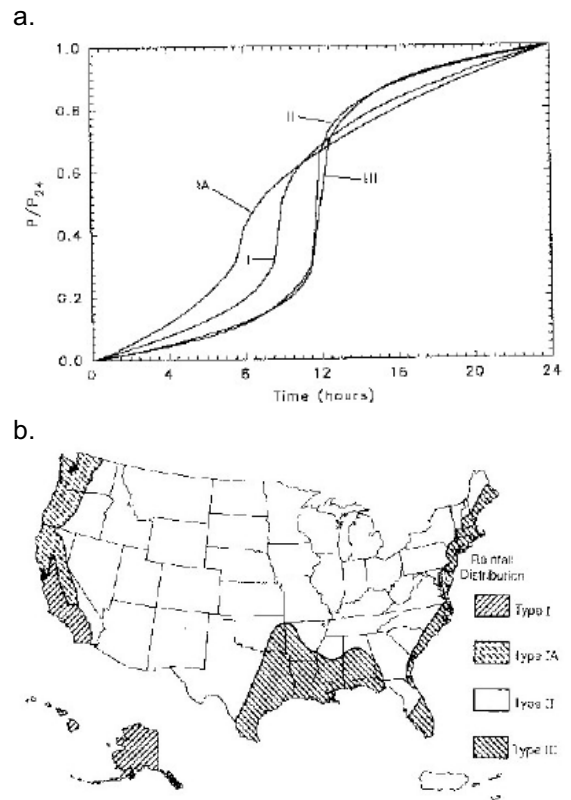 a.
1.0
0.8
0.6
0.4
0.2
0.0
P/P24
IA
I
II
III
0 4 8 12 16 20 24
Time (hours)
b.
Rainfall
Distribution
Type I
Type IA
Type II
Type III